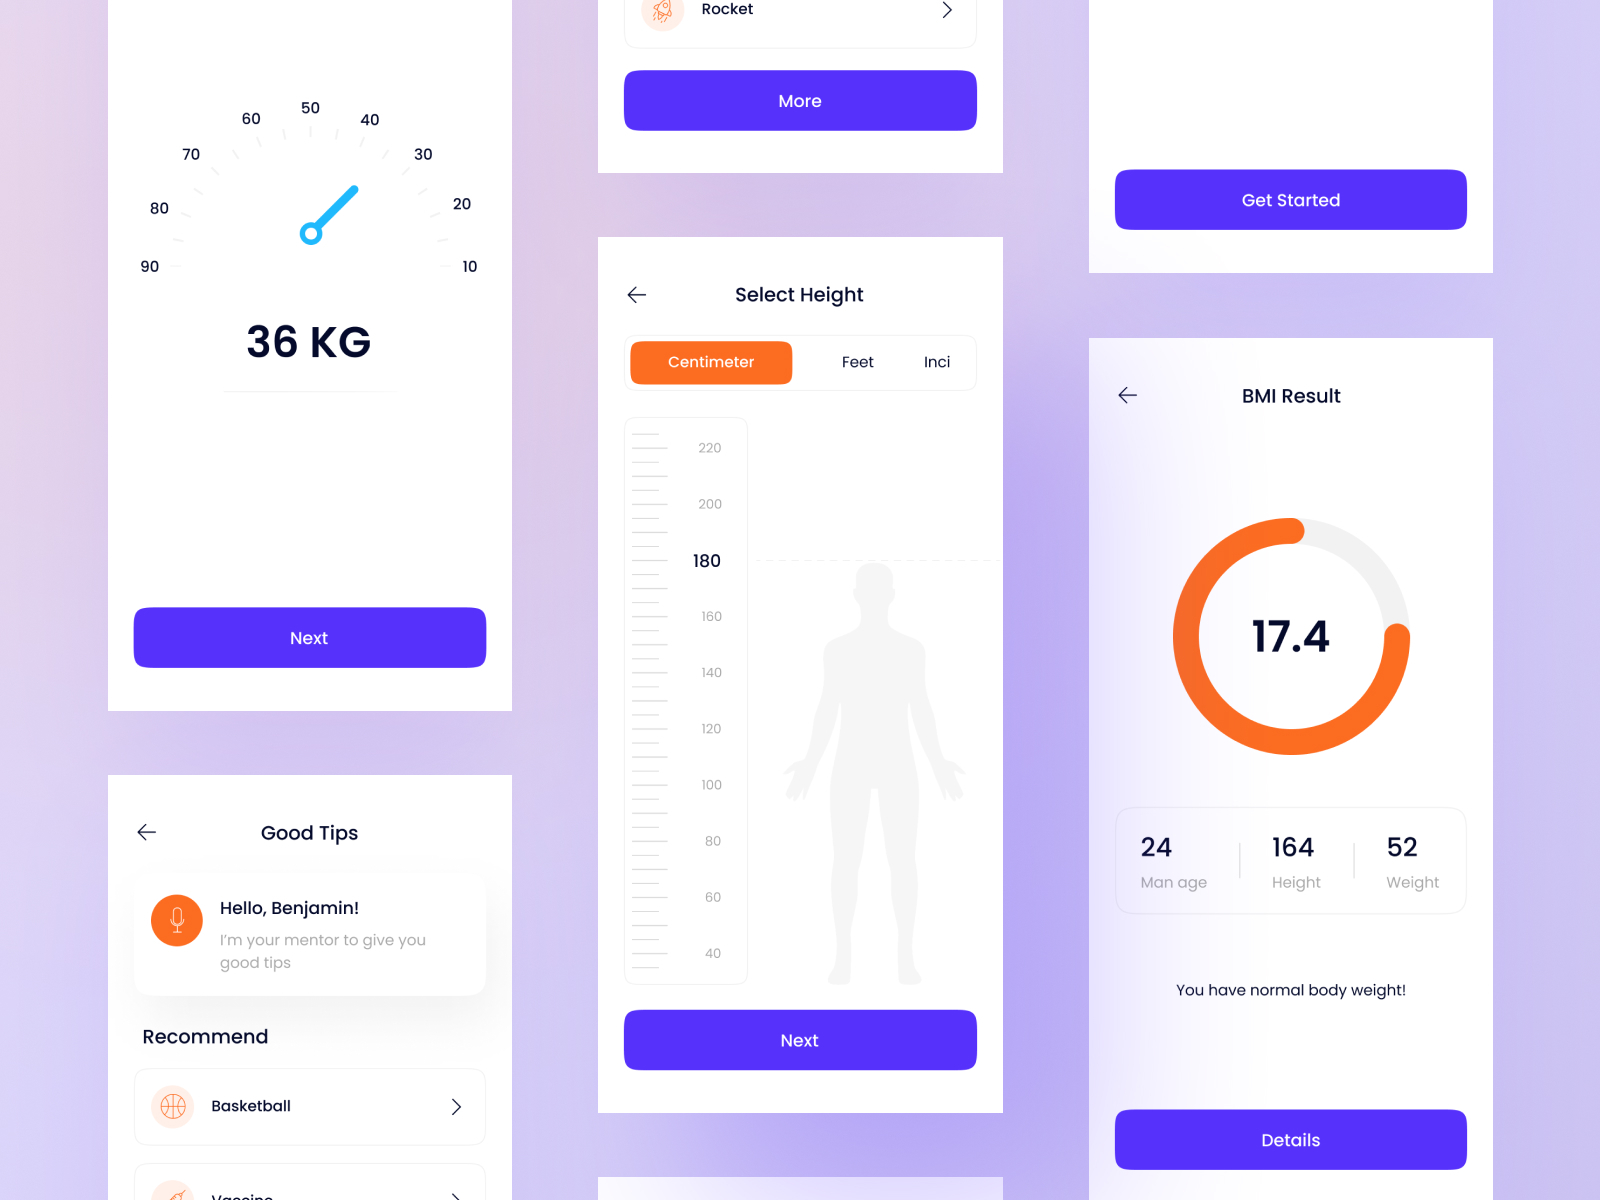 50
60
40
70
30
80
20
90
10
36 KG
Next
Good Tips
Hello, Benjamin!
I'm your mentor to give you
good tips
Recommend
Basketball
Vaccine
Rocket
More
Select Height
Centimeter
Feet
Inci
220
200
180
160
140
120
100
80
60
40
Next
Get Started
BMI Result
17.4
24
Man age
164
Height
52
Weight
You have normal body weight!
Details